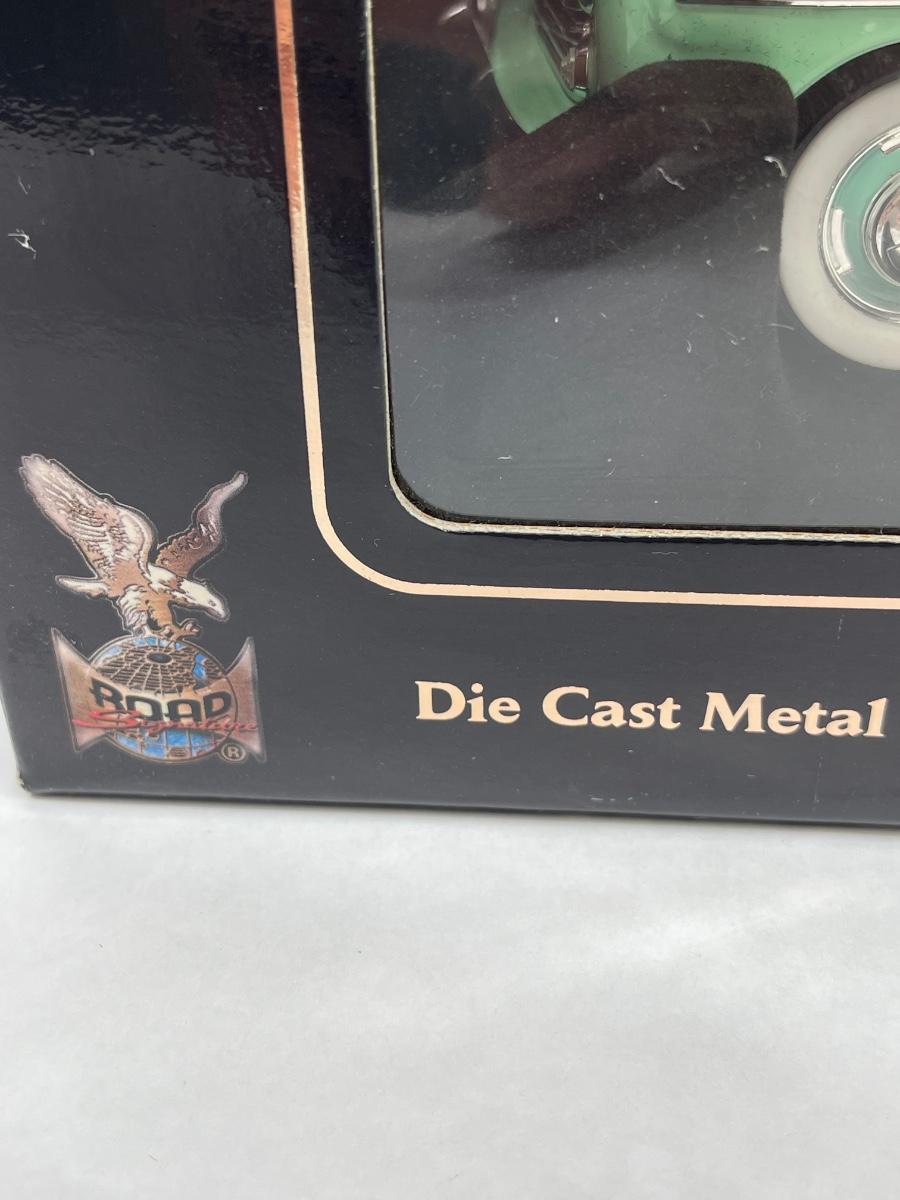 ROAD
Signature
®
Die Cast Metal